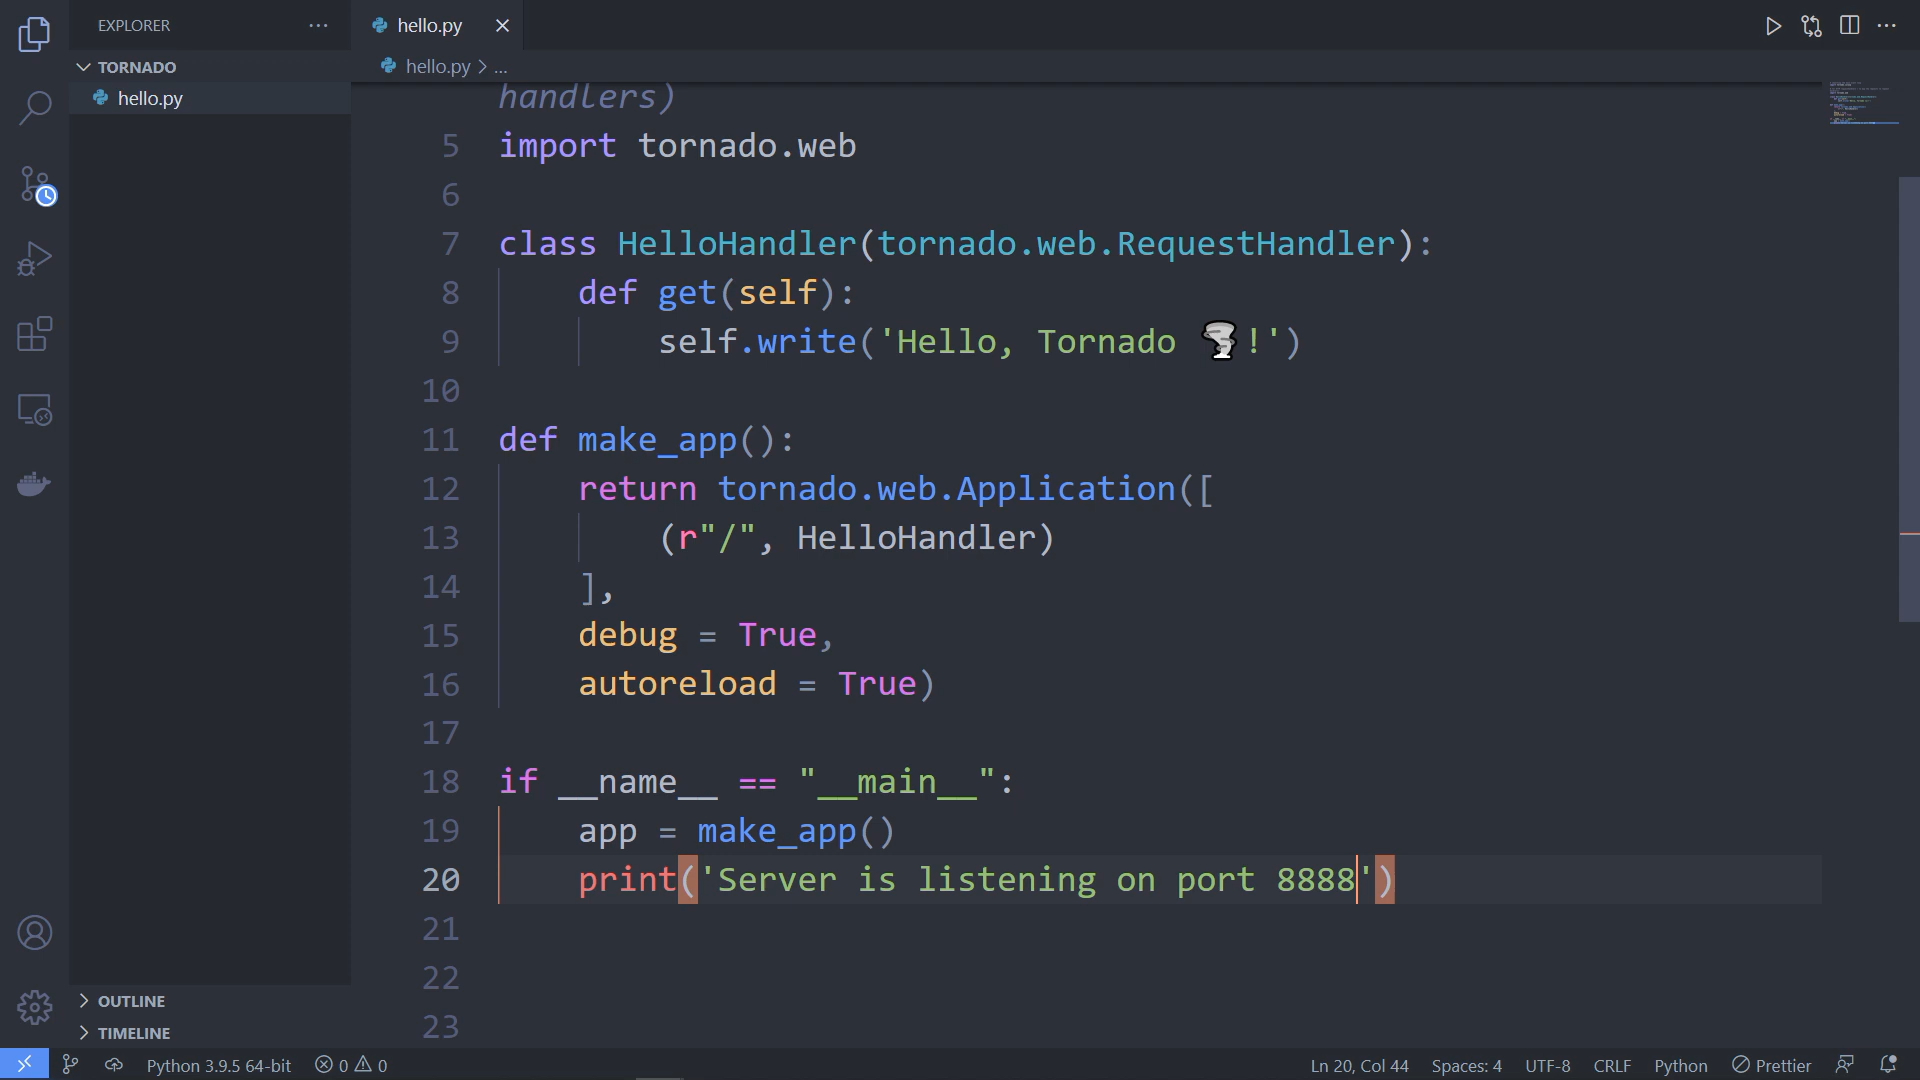 EXPLORER
hello.py
hello.py > ...
TORNADO
hello.py
handlers)
5 import tornado.web
6
7 class HelloHandler(tornado.web.RequestHandler):
8 def get(self):
9 self.write('Hello, Tornado 🌪!')
10
11 def make_app():
12 return tornado.web.Application([
13 (r"/", HelloHandler)
14 ],
15 debug = True,
16 autoreload = True)
17
18 if __name__ == "__main__":
19 app = make_app()
20 print('Server is listening on port 8888')
21
22
23
OUTLINE
TIMELINE
Python 3.9.5 64-bit 0 0 Ln 20, Col 44 Spaces: 4 UTF-8 CRLF Python Prettier